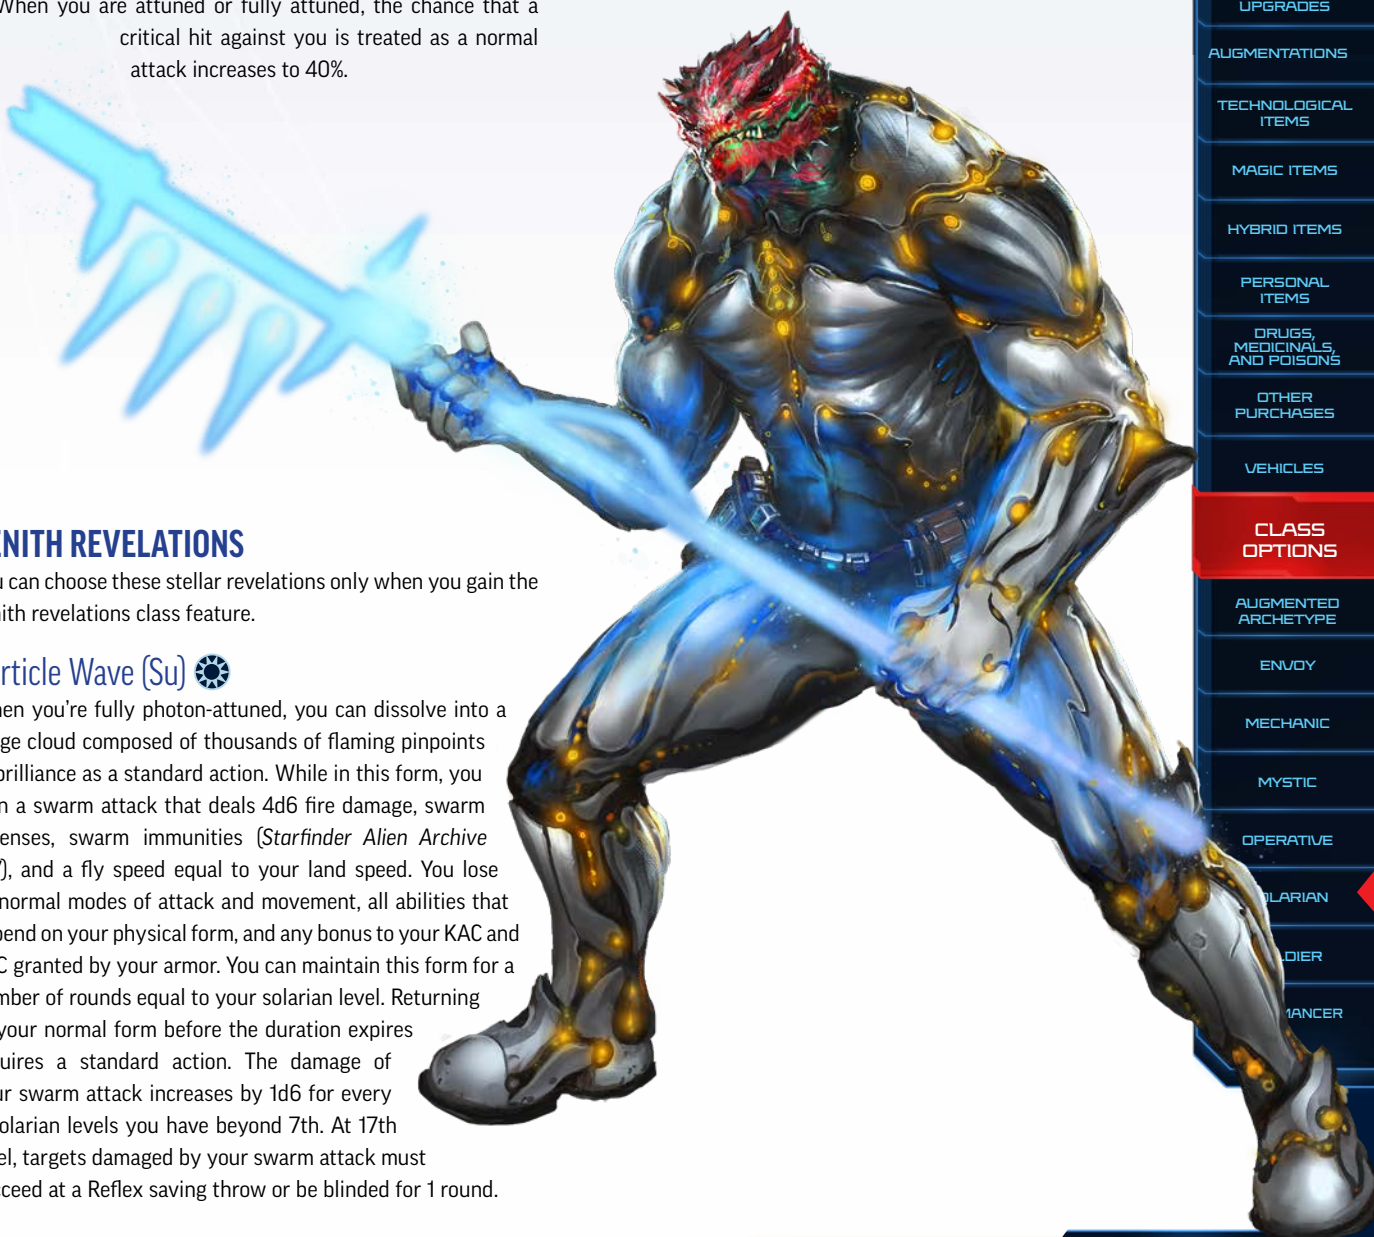 When you are attuned or fully attuned, the chance that a
critical hit against you is treated as a normal
attack increases to 40%.
ENITH REVELATIONS
u can choose these stellar revelations only when you gain the
nith revelations class feature.
rticle Wave (Su)
hen you’re fully photon-attuned, you can dissolve into a
ge cloud composed of thousands of flaming pinpoints
brilliance as a standard action. While in this form, you
n a swarm attack that deals 4d6 fire damage, swarm
enses, swarm immunities (Starfinder Alien Archive
), and a fly speed equal to your land speed. You lose
normal modes of attack and movement, all abilities that
pend on your physical form, and any bonus to your KAC and
C granted by your armor. You can maintain this form for a
mber of rounds equal to your solarian level. Returning
your normal form before the duration expires
uires a standard action. The damage of
ur swarm attack increases by 1d6 for every
olarian levels you have beyond 7th. At 17th
el, targets damaged by your swarm attack must
cceed at a Reflex saving throw or be blinded for 1 round.
UPGRADES
AUGMENTATIONS
TECHNOLOGICAL
ITEMS
MAGIC ITEMS
HYBRID ITEMS
PERSONAL
ITEMS
DRUGS,
MEDICINALS,
AND POISONS
OTHER
PURCHASES
VEHICLES
CLASS
OPTIONS
AUGMENTED
ARCHETYPE
ENVOY
MECHANIC
MYSTIC
OPERATIVE
OLARIAN
DIER
MANCER